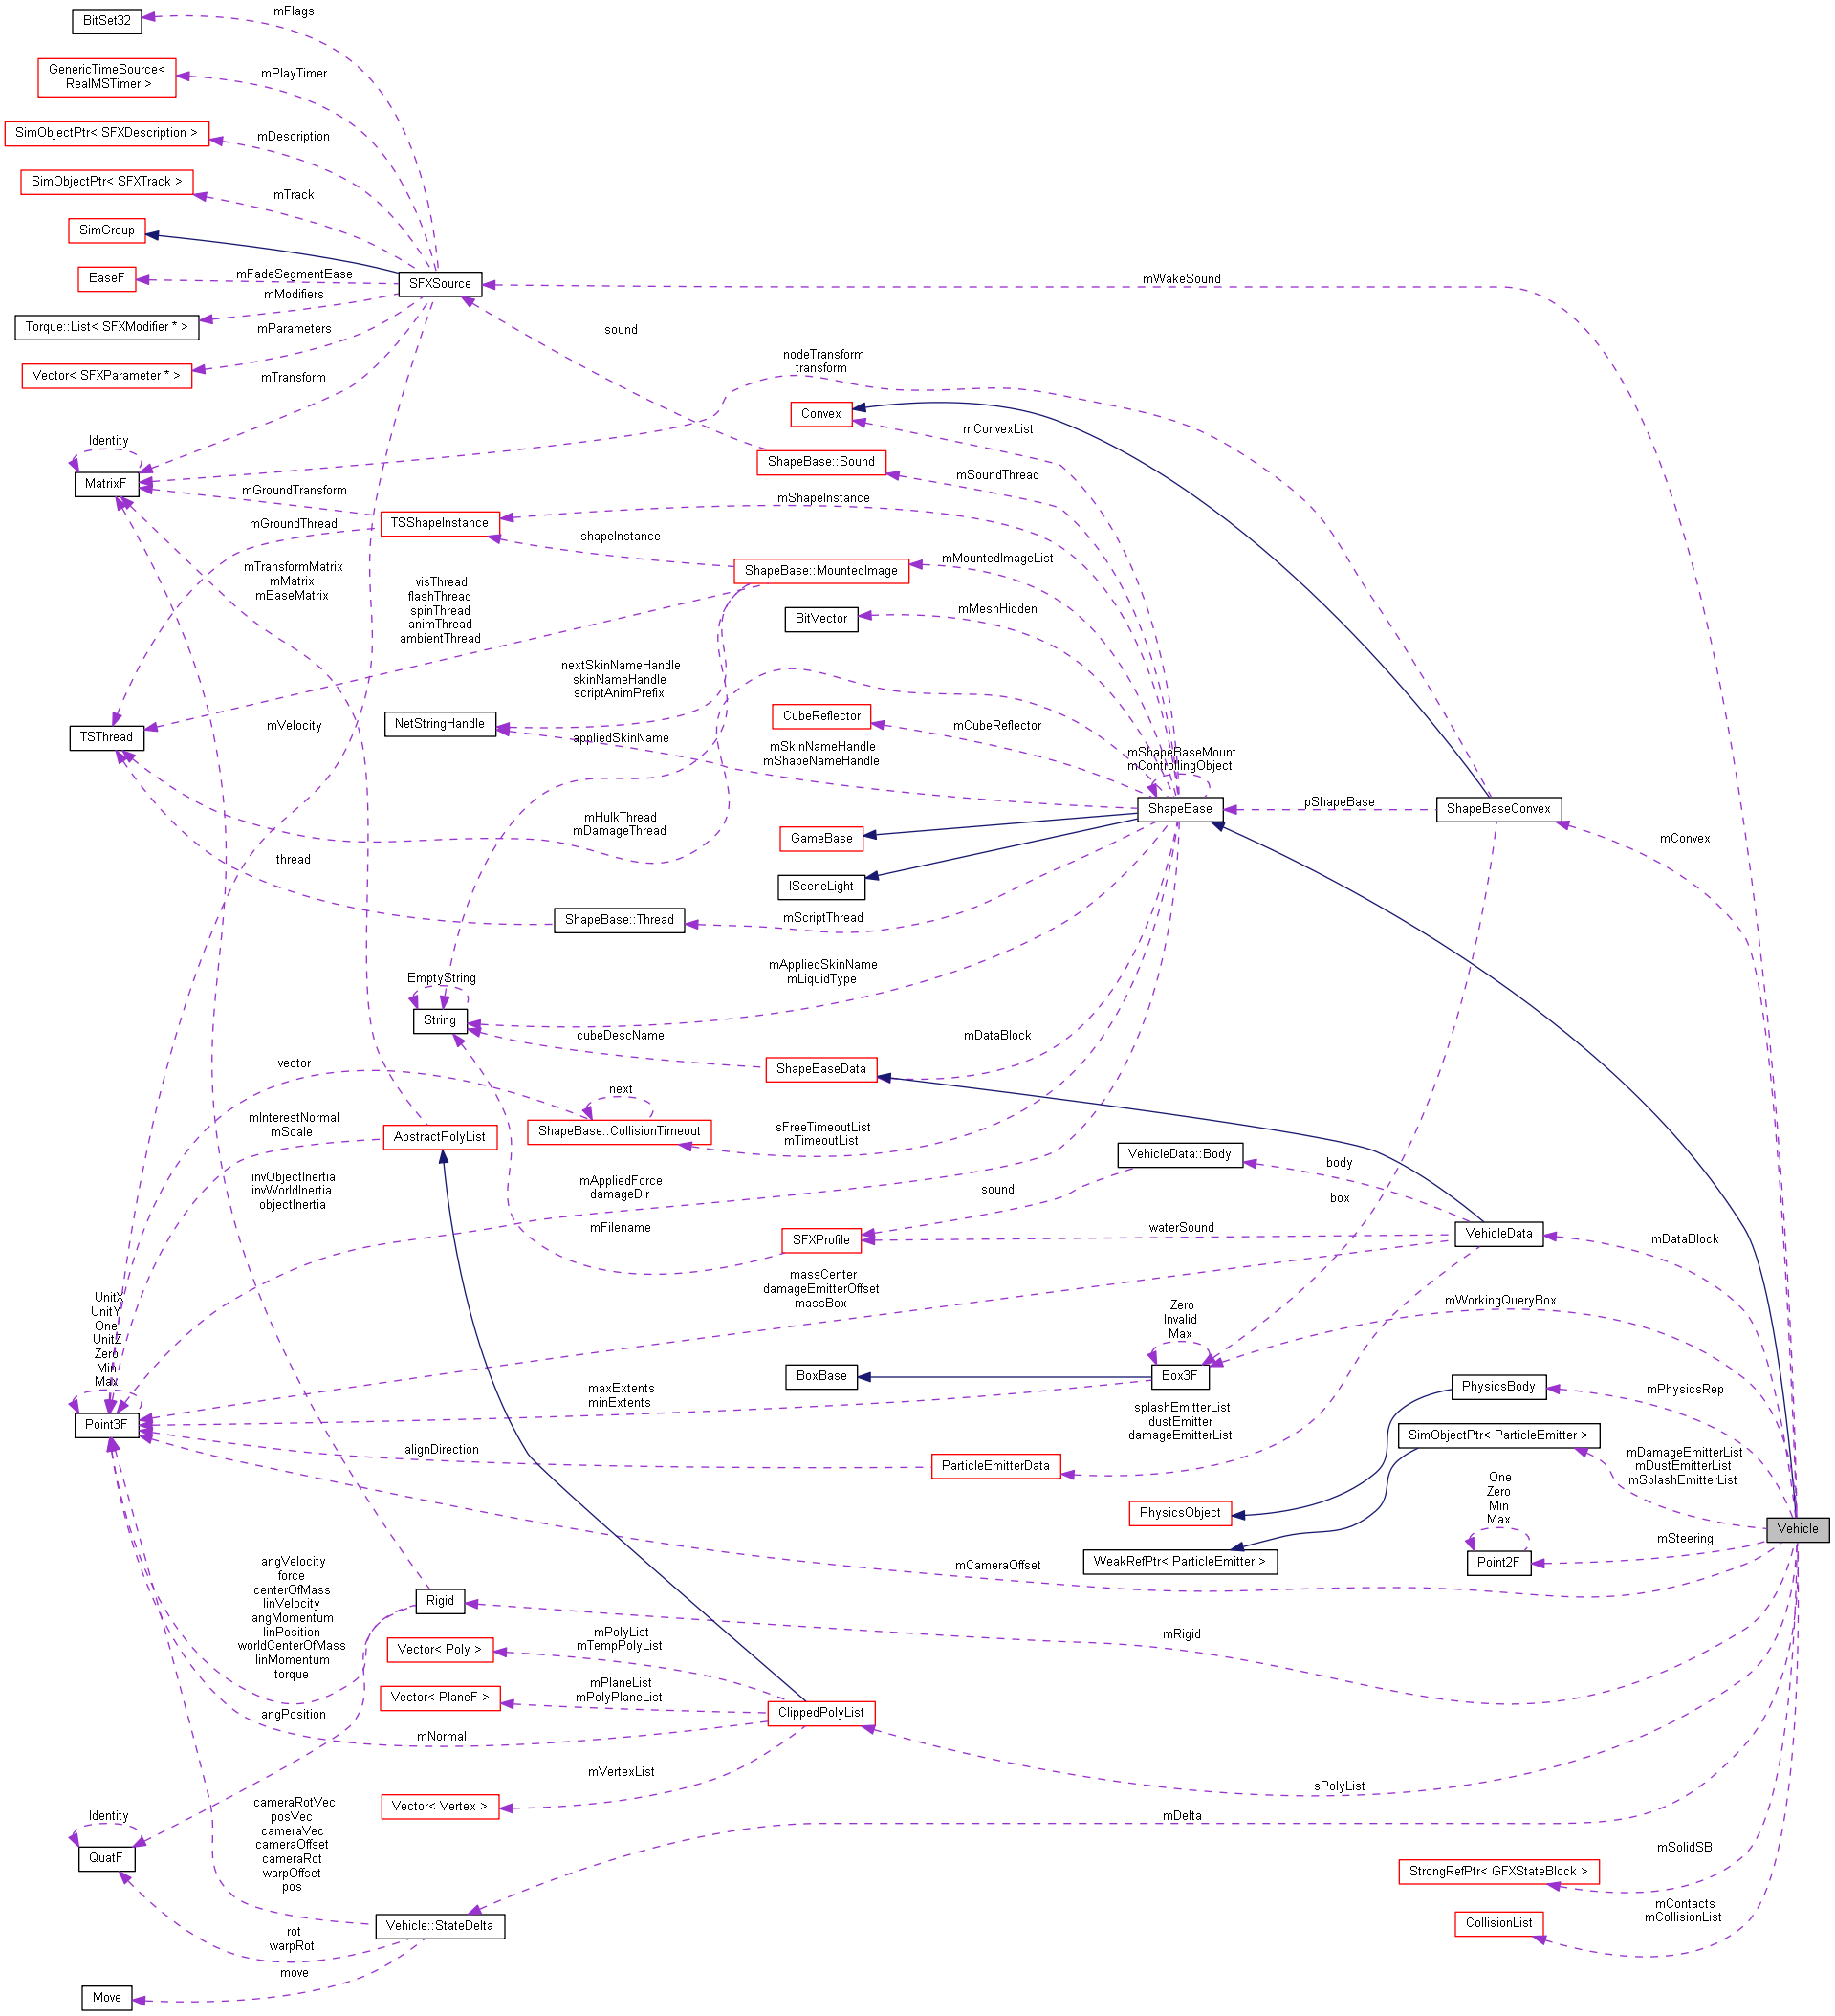 mFlags
BitSet32
GenericTimeSource<
RealMSTimer >
mPlayTimer
SimObjectPtr< SFXDescription >
mDescription
SimObjectPtr< SFXTrack >
mTrack
SimGroup
EaseF
mFadeSegmentEase
SFXSource
mWakeSound
mModifiers
Torque::List< SFXModifier * >
mParameters
sound
Vector< SFXParameter * >
mTransform
nodeTransform
transform
Convex
mConvexList
Identity
MatrixF
ShapeBase::Sound
mSoundThread
mGroundTransform
mShapeInstance
TSShapeInstance
mGroundThread
shapeInstance
mMountedImageList
ShapeBase::MountedImage
mTransformMatrix
mMatrix
mBaseMatrix
visThread
flashThread
spinThread
animThread
ambientThread
BitVector
mMeshHidden
nextSkinNameHandle
skinNameHandle
scriptAnimPrefix
NetStringHandle
CubeReflector
mCubeReflector
TSThread
mVelocity
appliedSkinName
mSkinNameHandle
mShapeNameHandle
mShapeBaseMount
mControllingObject
ShapeBase
pShapeBase
ShapeBaseConvex
mHulkThread
mDamageThread
GameBase
mConvex
thread
ISceneLight
ShapeBase::Thread
mScriptThread
mAppliedSkinName
mLiquidType
EmptyString
String
cubeDescName
mDataBlock
ShapeBaseData
vector
next
mInterestNormal
mScale
AbstractPolyList
ShapeBase::CollisionTimeout
sFreeTimeoutList
mTimeoutList
VehicleData::Body
body
invObjectInertia
invWorldInertia
objectInertia
mAppliedForce
damageDir
sound
box
mFilename
SFXProfile
waterSound
VehicleData
mDataBlock
massCenter
damageEmitterOffset
massBox
UnitX
UnitY
One
UnitZ
Zero
Min
Max
Zero
Invalid
Max
mWorkingQueryBox
BoxBase
Box3F
PhysicsBody
mPhysicsRep
maxExtents
minExtents
Point3F
splashEmitterList
dustEmitter
damageEmitterList
SimObjectPtr< ParticleEmitter >
alignDirection
ParticleEmitterData
mDamageEmitterList
mDustEmitterList
mSplashEmitterList
One
Zero
Min
Max
PhysicsObject
Vehicle
mSteering
WeakRefPtr< ParticleEmitter >
Point2F
mCameraOffset
angVelocity
force
centerOfMass
linVelocity
angMomentum
linPosition
worldCenterOfMass
linMomentum
torque
Rigid
mRigid
Vector< Poly >
mPolyList
mTempPolyList
Vector< PlaneF >
mPlaneList
mPolyPlaneList
ClippedPolyList
angPosition
mNormal
mVertexList
Vector< Vertex >
sPolyList
mDelta
Identity
QuatF
cameraRotVec
posVec
cameraVec
cameraOffset
cameraRot
warpOffset
pos
mSolidSB
StrongRefPtr< GFXStateBlock >
Vehicle::StateDelta
mContacts
mCollisionList
CollisionList
rot
warpRot
move
Move